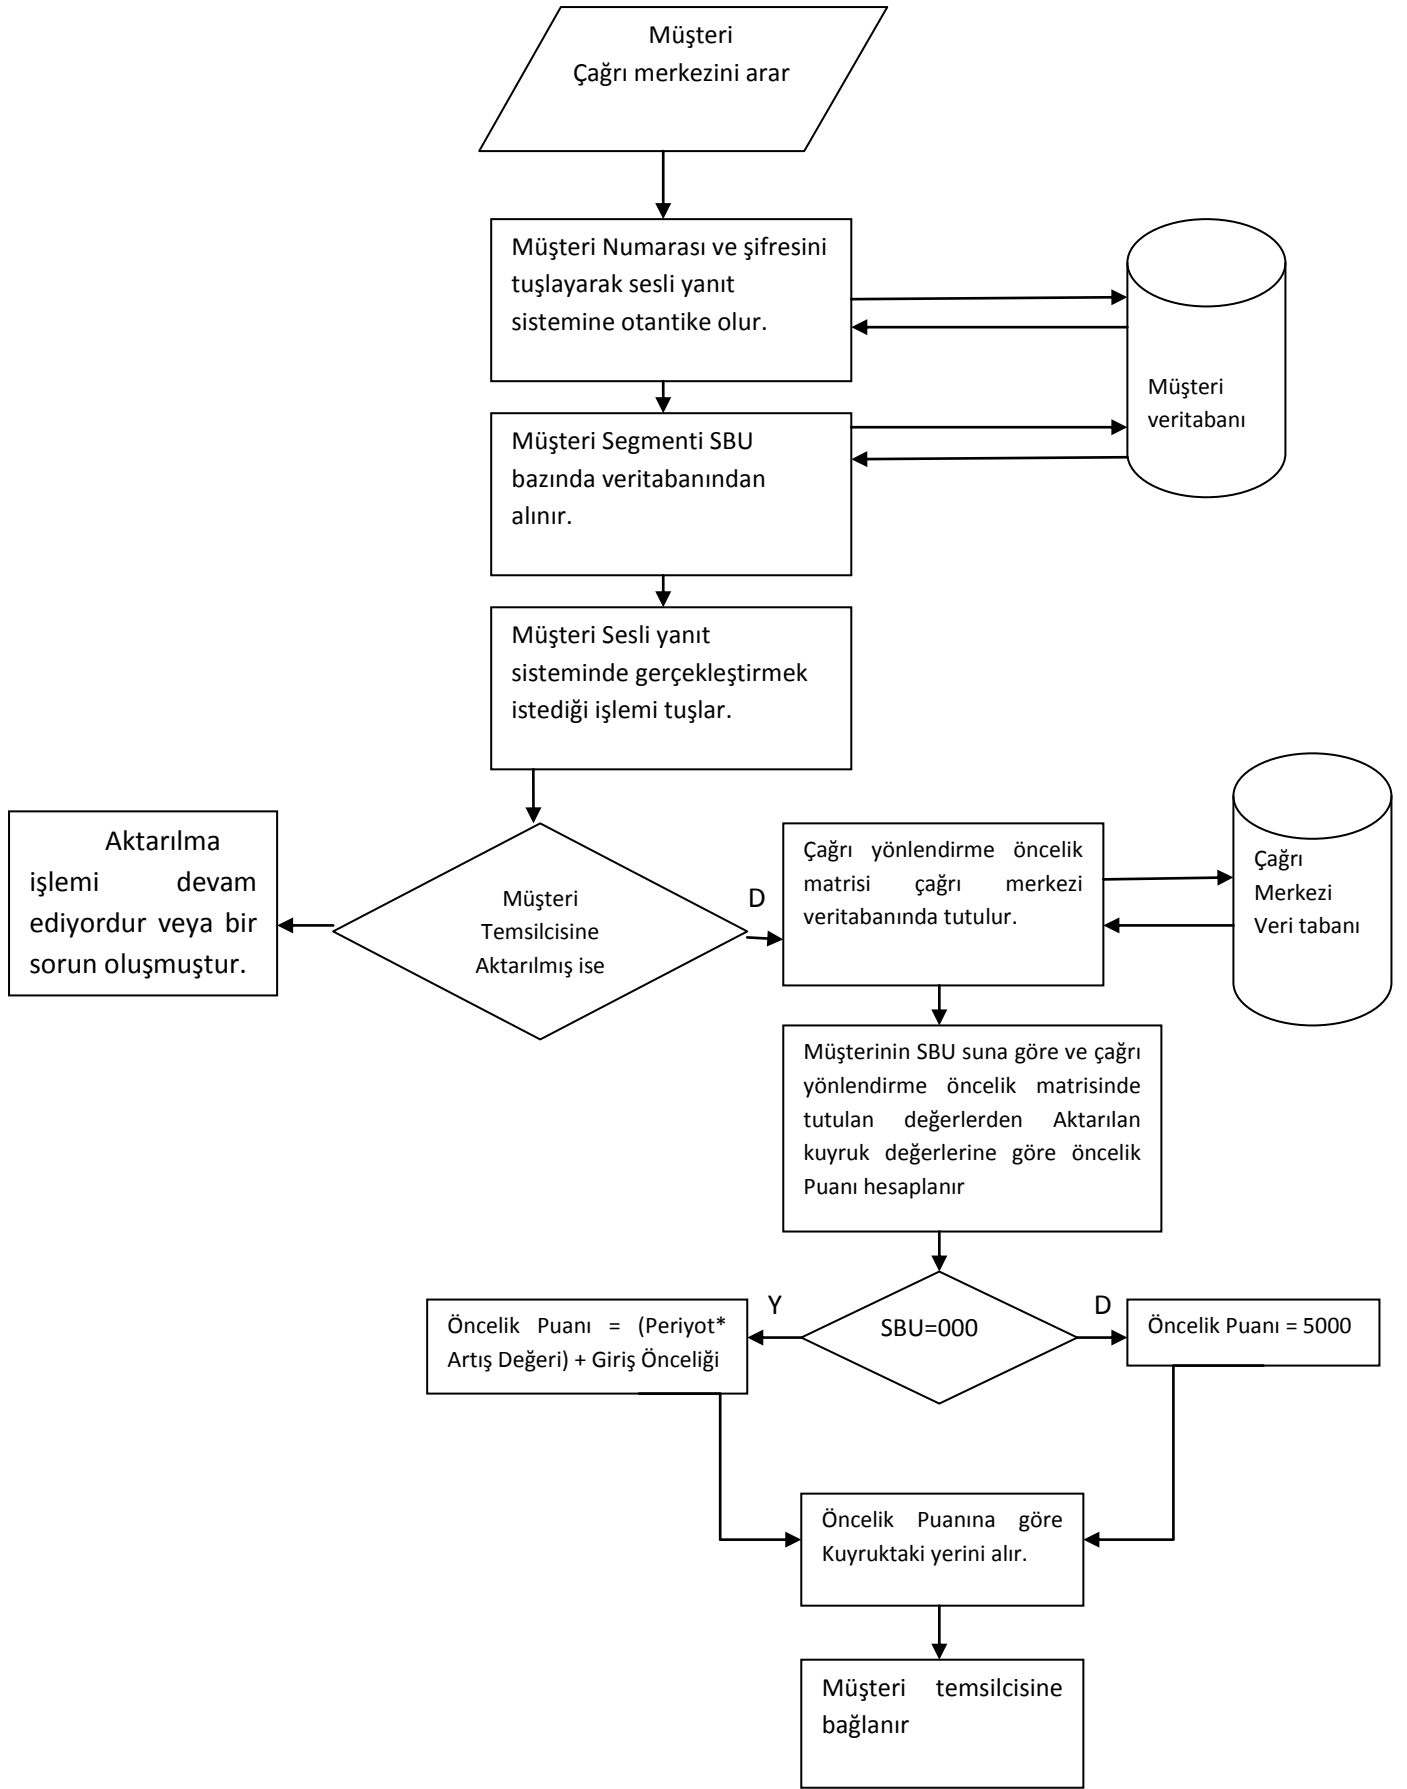 Müşteri
Çağrı merkezini arar
Müşteri Numarası ve şifresini
tuşlayarak sesli yanıt
sistemine otantike olur.
Müşteri
veritabanı
Müşteri Segmenti SBU
bazında veritabanından
alınır.
Müşteri Sesli yanıt
sisteminde gerçekleştirmek
istediği işlemi tuşlar.
Aktarılma
işlemi devam
ediyordur veya bir
sorun oluşmuştur.
Müşteri
Temsilcisine
Aktarılmış ise
D
Çağrı yönlendirme öncelik
matrisi çağrı merkezi
veritabanında tutulur.
Çağrı
Merkezi
Veri tabanı
Müşterinin SBU suna göre ve çağrı
yönlendirme öncelik matrisinde
tutulan değerlerden Aktarılan
kuyruk değerlerine göre öncelik
Puanı hesaplanır
Y
SBU=000
D
Öncelik Puanı = (Periyot*
Artış Değeri) + Giriş Önceliği
Öncelik Puanı = 5000
Öncelik Puanına göre
Kuyruktaki yerini alır.
Müşteri temsilcisine
bağlanır